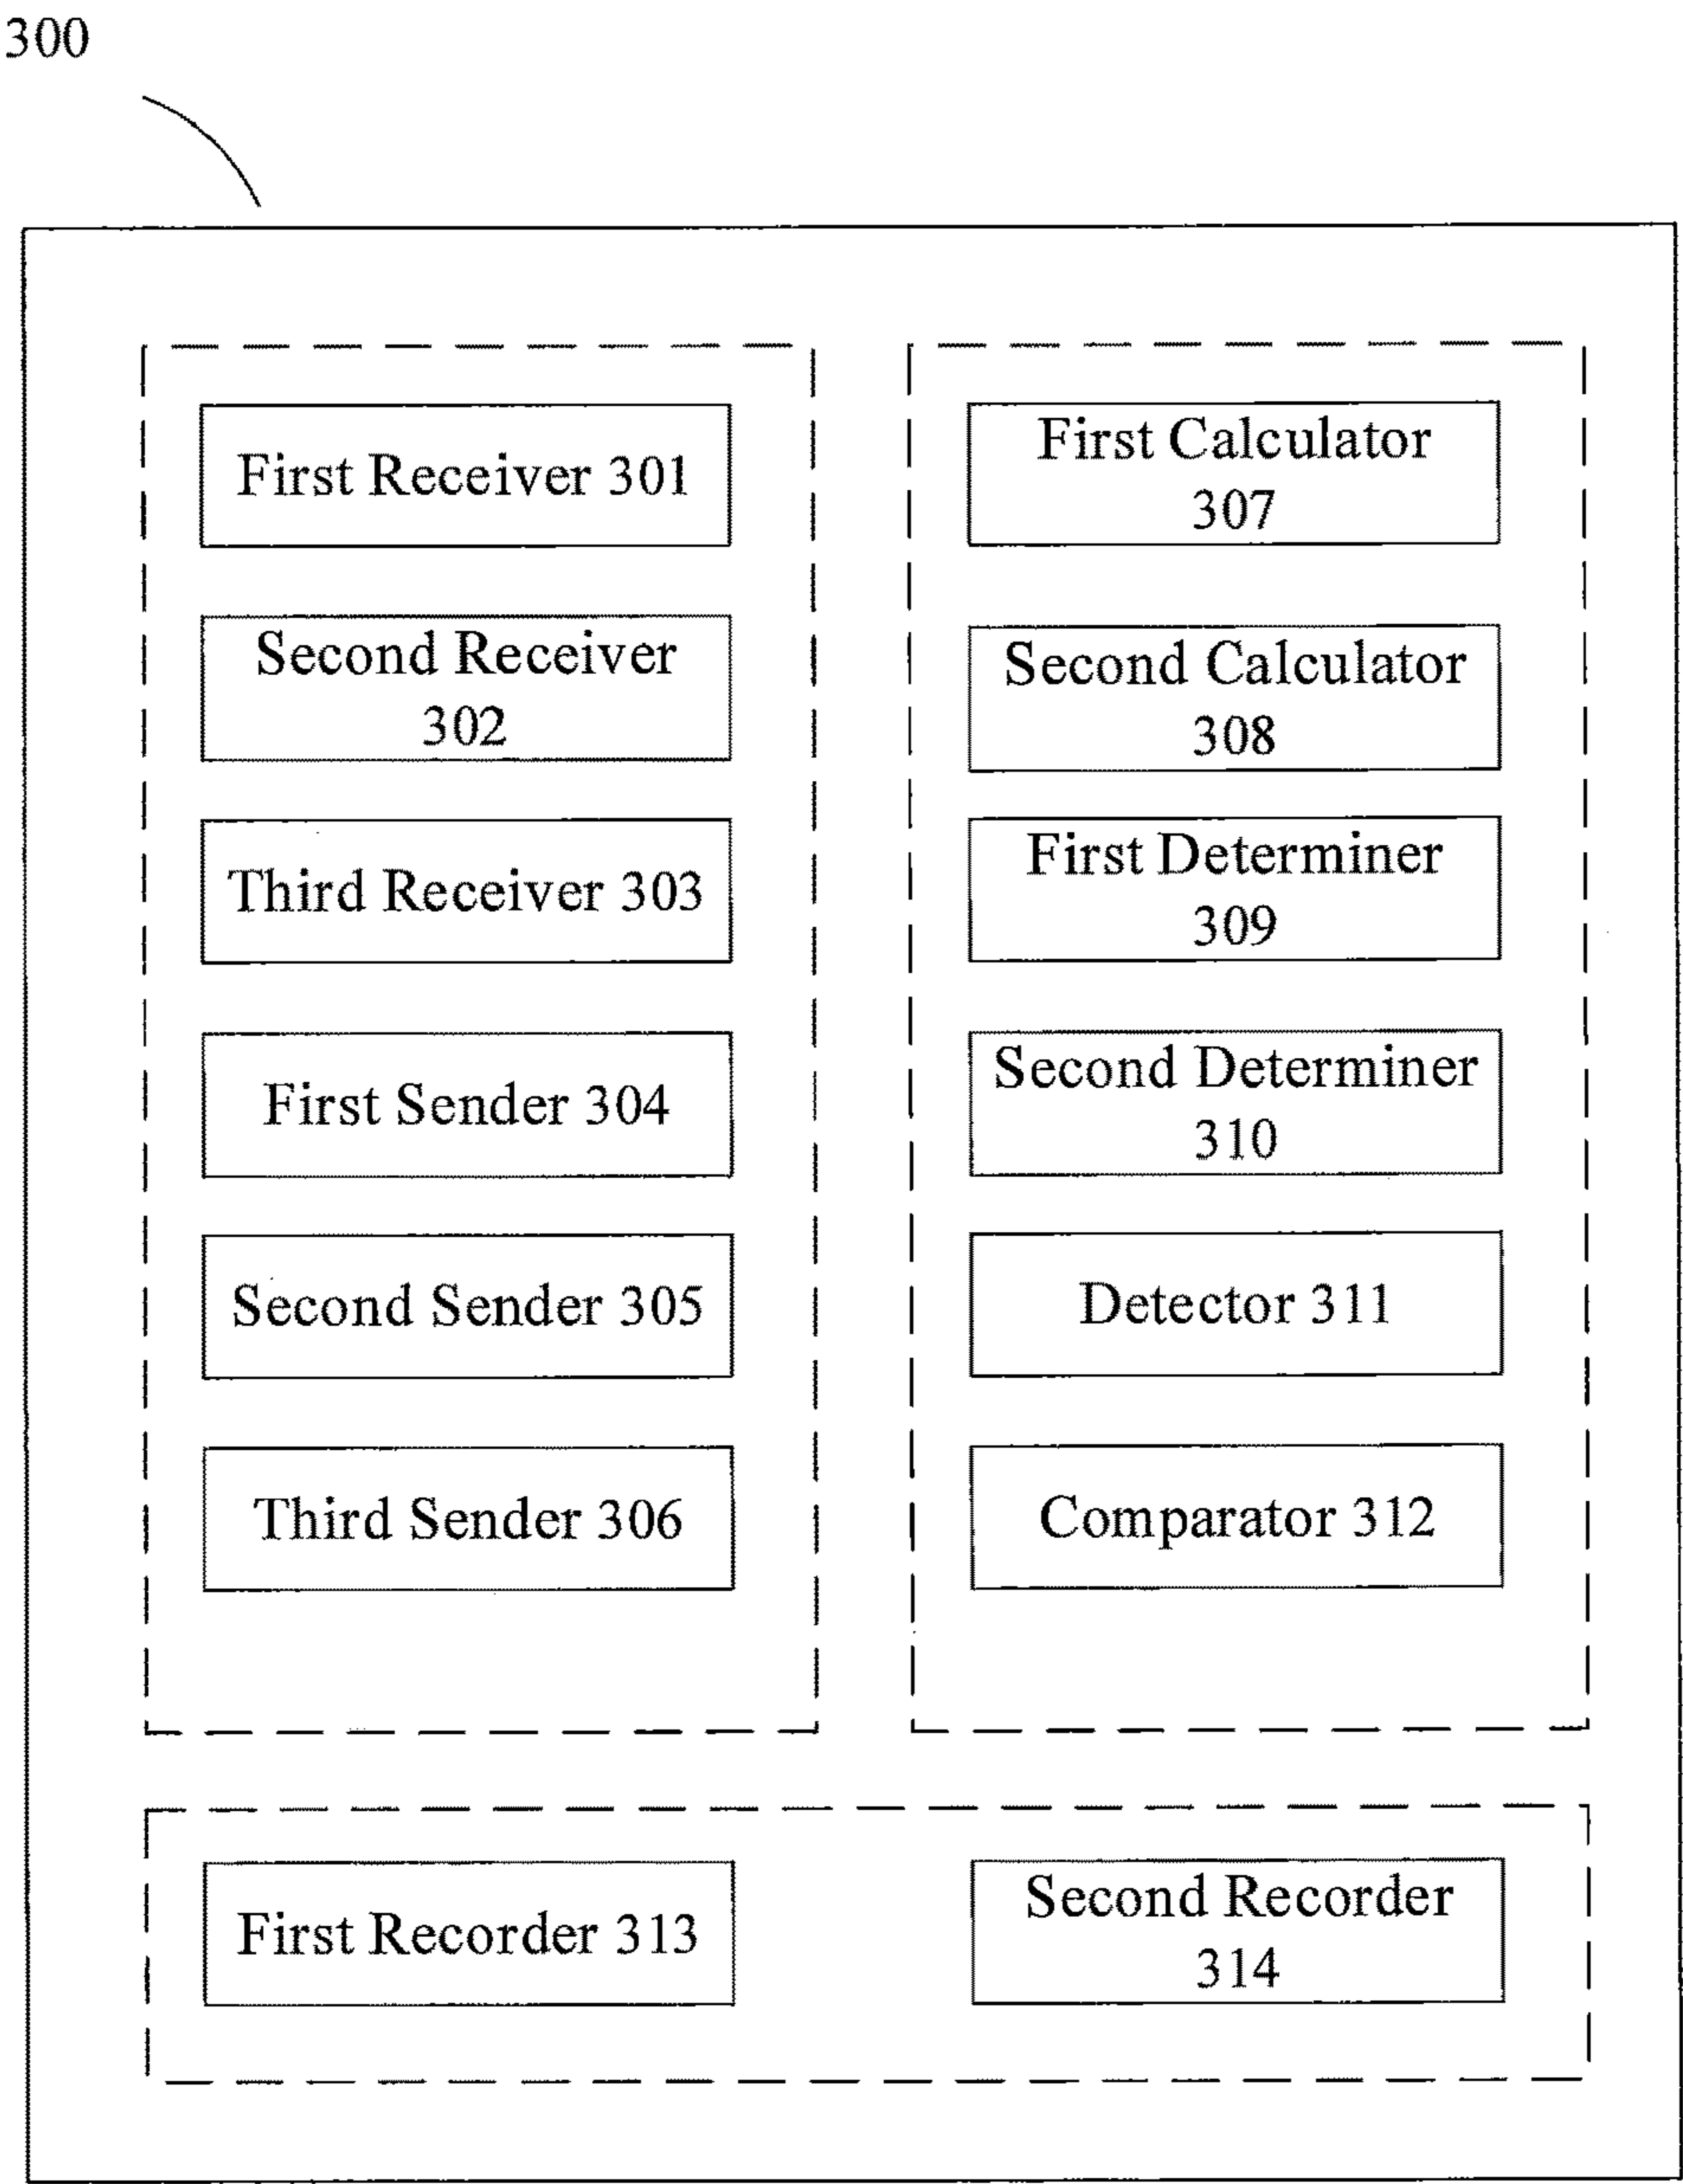 300
First Receiver 301
Second Receiver
302
Third Receiver 303
First Sender 304
Second Sender 305
Third Sender 306
First Calculator
307
Second Calculator
308
First Determiner
309
Second Determiner
310
Detector 311
Comparator 312
First Recorder 313
Second Recorder
314